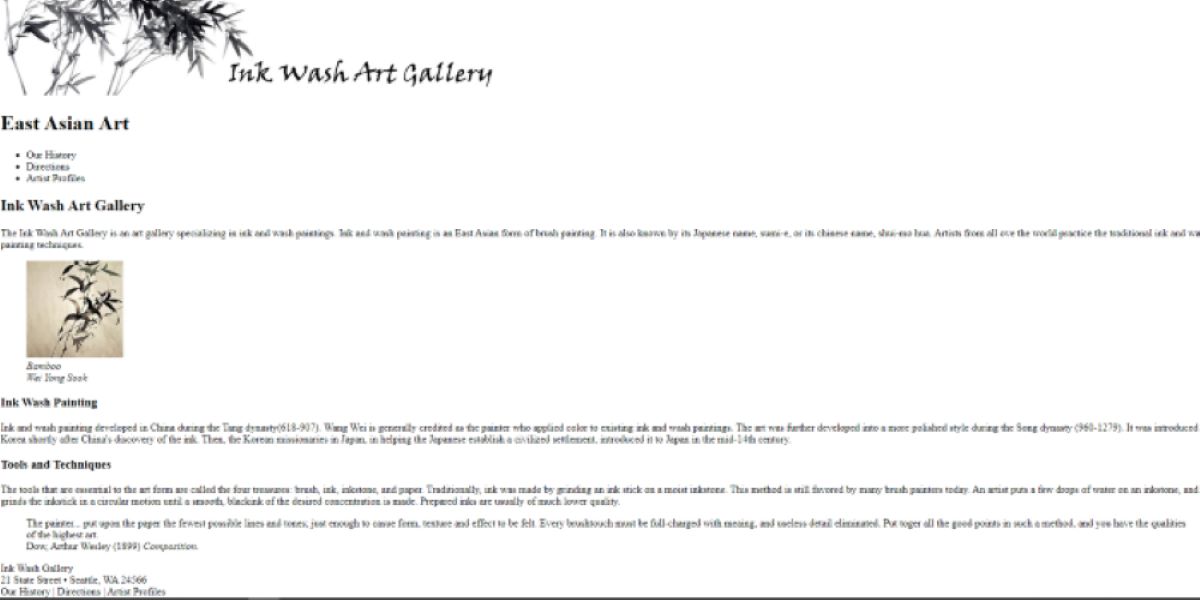 Ink Wash Art Gallery
East Asian Art
Our History
Directions
Artist Profiles
Ink Wash Art Gallery
The Ink Wash Art Gallery is an art gallery specializing in ink and wash paintings. Ink and wash painting is an East Asian form of brush painting. It is also known by its Japanese name, sumi-e, or its chinese name, shui-mo hua. Artists from all ove the world practice the traditional ink and wa
painting techniques.
Bamboo
Wei Yong Sook
Ink Wash Painting
Ink and wash painting developed in China during the Tang dynasty(618-907). Wang Wei is generally credited as the painter who applied color to existing ink and wash paintings. The art was further developed into a more polished style during the Song dynasty (960-1279). It was introduced
Korea shortly after China's discovery of the ink. Then, the Korean missionaries in Japan, in helping the Japanese establish a civilized settlement, introduced it to Japan in the mid-14th century.
Tools and Techniques
The tools that are essential to the art form are called the four treasures: brush, ink, inkstone, and paper. Traditionally, ink was made by grinding an ink stick on a moist inkstone. This method is still favored by many brush painters today. An artist puts a few drops of water on an inkstone, and
grinds the inkstick in a circular motion until a smooth, blackink of the desired concentration is made. Prepared inks are usually of much lower quality.
The painter... put upon the paper the fewest possible lines and tones; just enough to cause form, texture and effect to be felt. Every brushtouch must be full-charged with meaing, and useless detail eliminated. Put toger all the good points in such a method, and you have the qualities
of the highest art.
Dow, Arthur Wesley (1899) Composition.
Ink Wash Gallery
21 State Street • Seattle, WA 24566
Our History | Directions | Artist Profiles